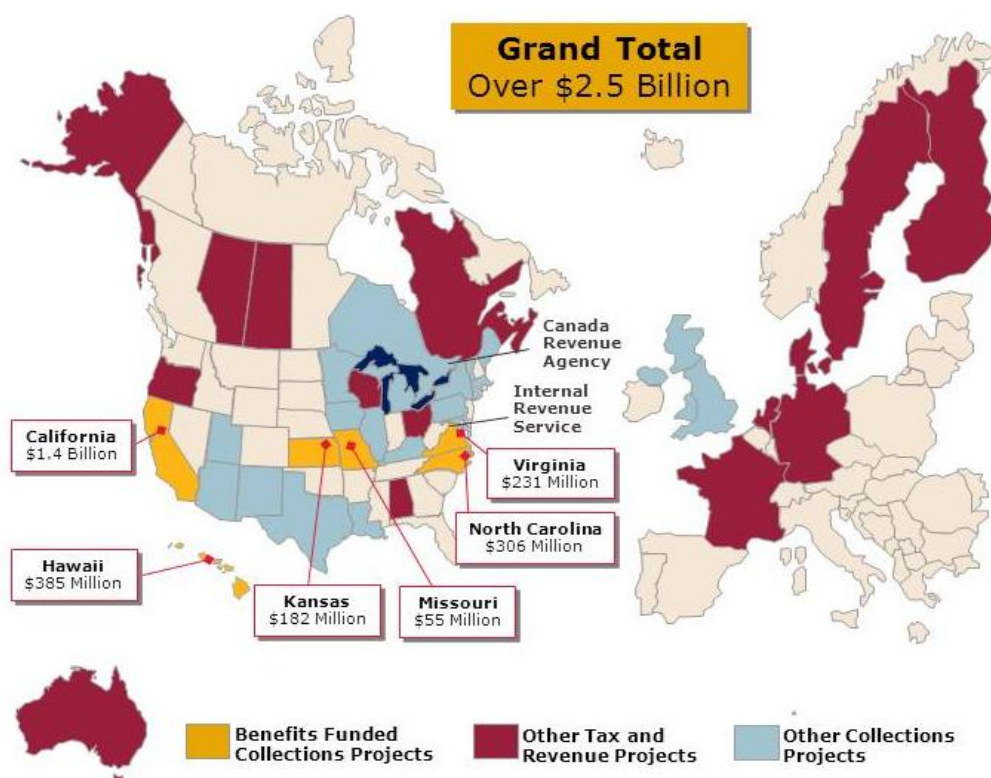 Grand Total
Over $2.5 Billion
Canada
Revenue
Agency
Internal
Revenue
Service
California
$1.4 Billion
Virginia
$231 Million
North Carolina
$306 Million
Hawaii
$385 Million
Kansas
$182 Million
Missouri
$55 Million
Benefits Funded
Collections Projects
Other Tax and
Revenue Projects
Other Collections
Projects